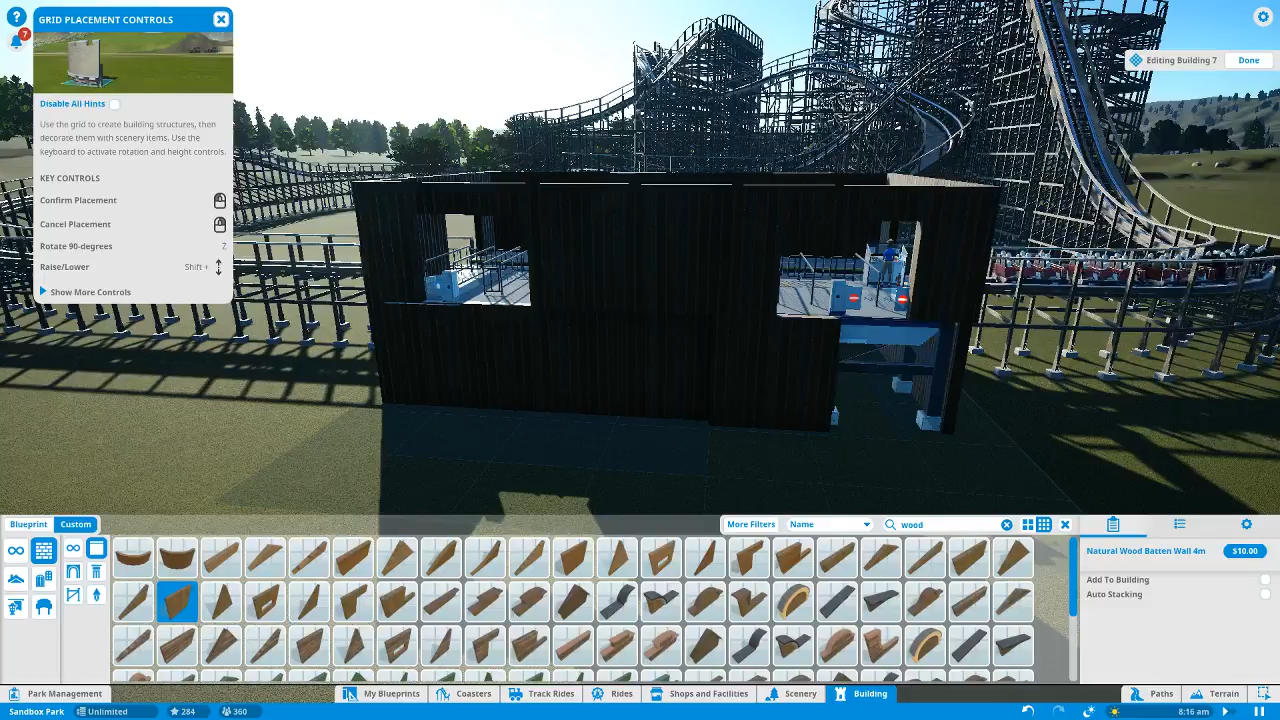 ?
7
GRID PLACEMENT CONTROLS
Disable All Hints
Use the grid to create building structures, then
decorate them with scenery items. Use the
keyboard to activate rotation and height controls.
KEY CONTROLS
Confirm Placement
Cancel Placement
Rotate 90-degrees Z
Raise/Lower Shift +
Show More Controls
Editing Building 7 Done
Blueprint Custom
More Filters Name wood
Natural Wood Batten Wall 4m $10.00
Add To Building
Auto Stacking
Park Management My Blueprints Coasters Track Rides Rides Shops and Facilities Scenery Building Paths Terrain
Sandbox Park Unlimited 284 360 8:16 am